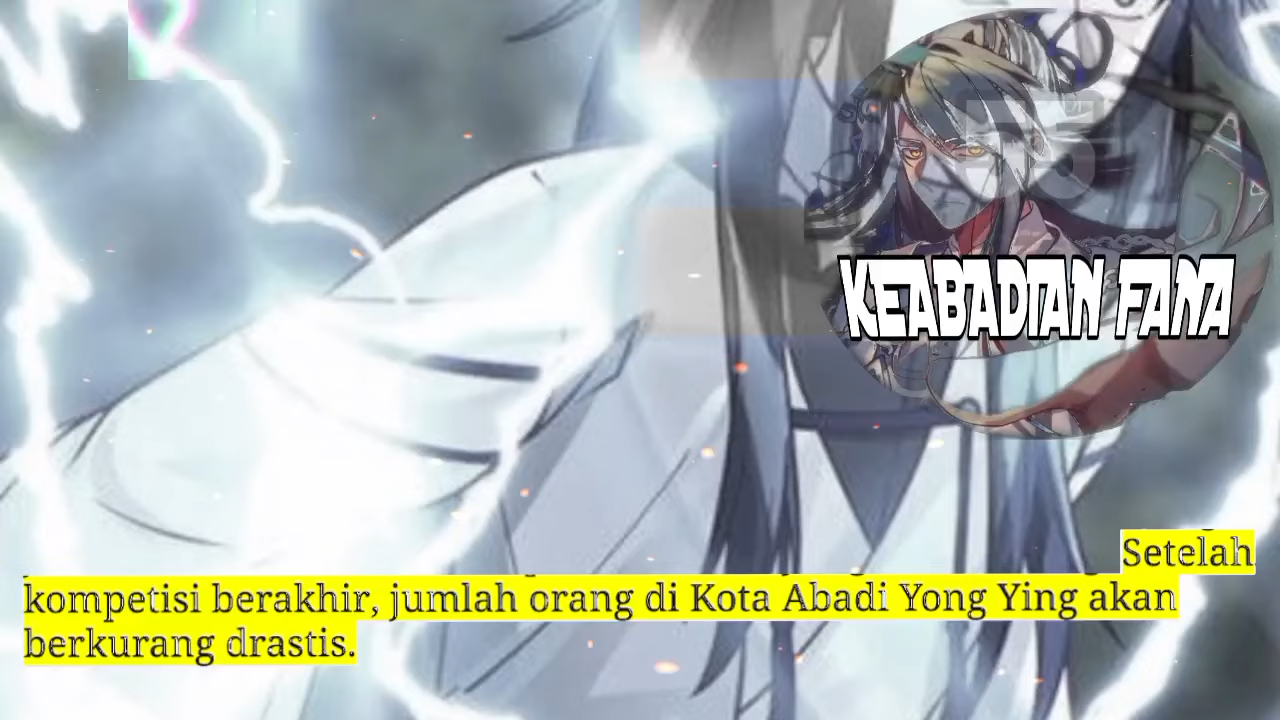 KEABADIAN FANA
Setelah
kompetisi berakhir, jumlah orang di Kota Abadi Yong Ying akan
berkurang drastis.